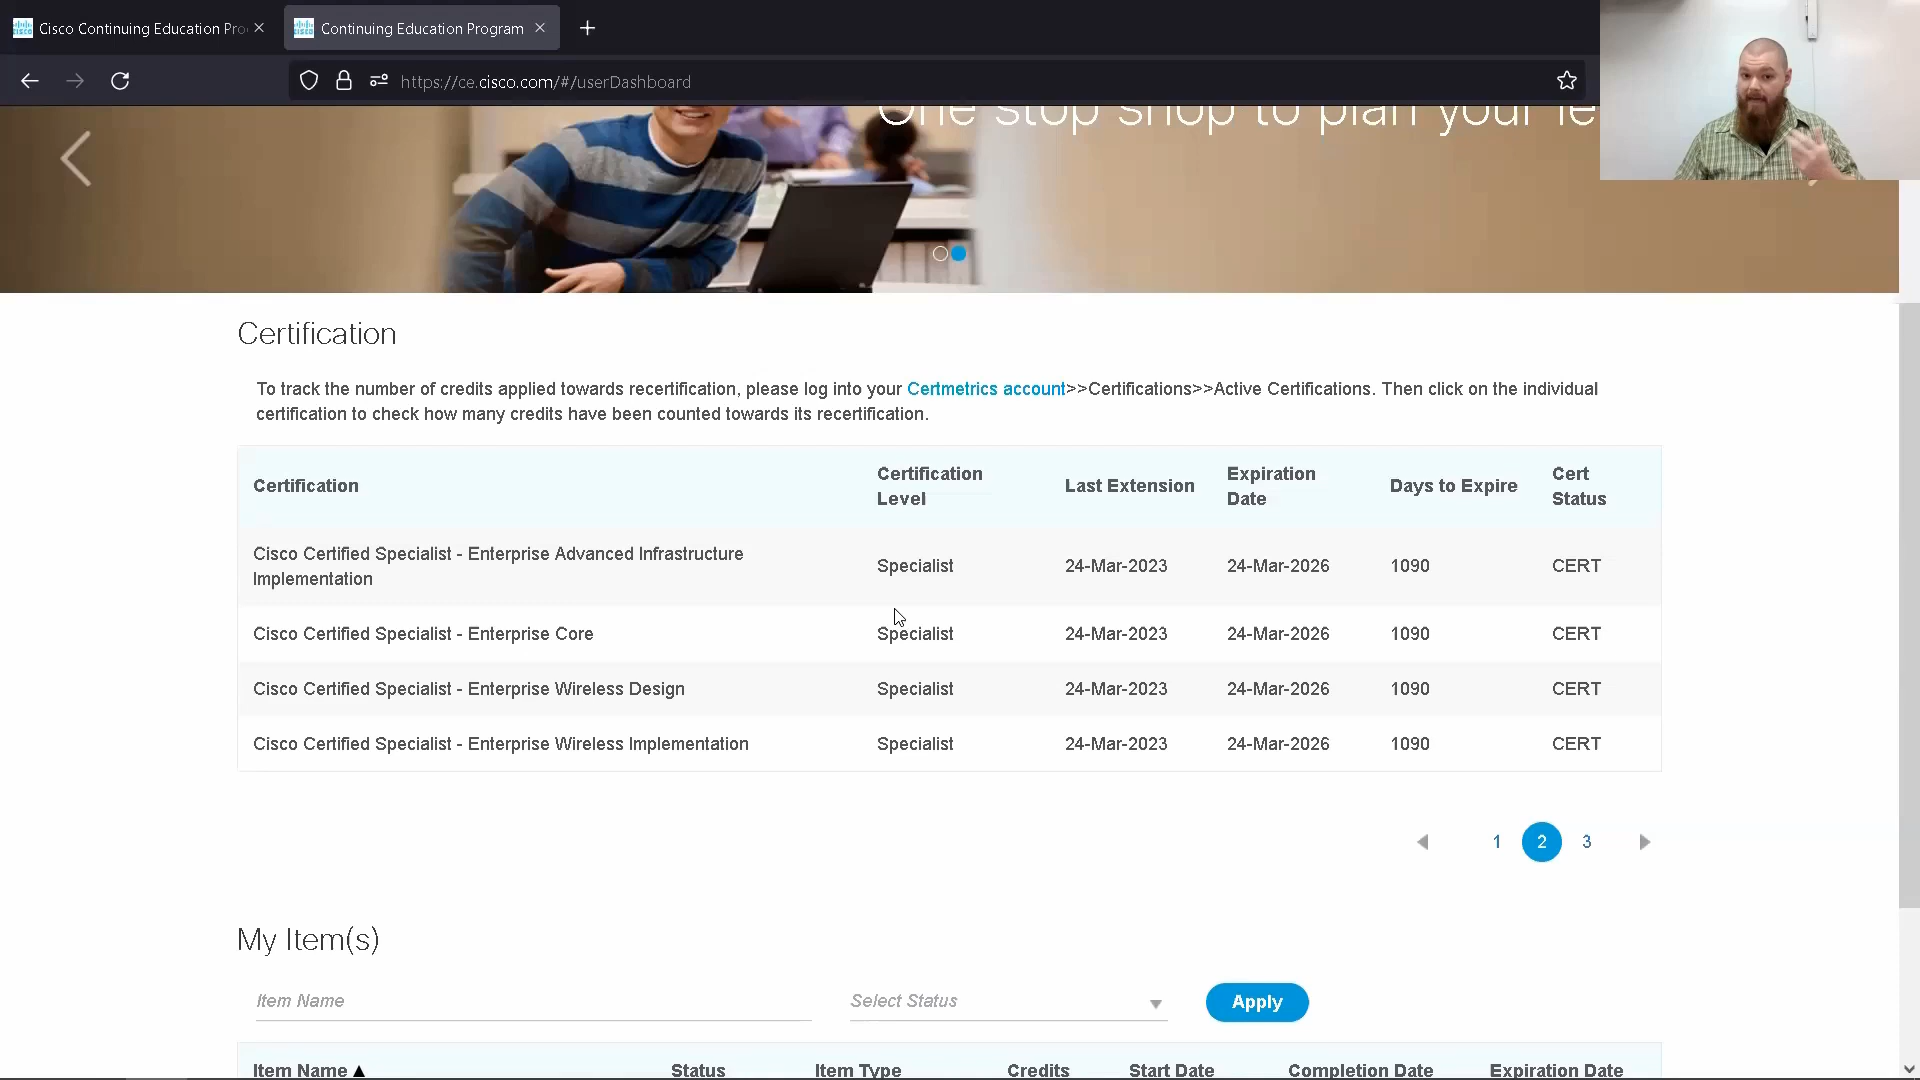 Cisco Continuing Education Pro
Continuing Education Program
https://ce.cisco.com/#/userDashboard
One stop shop to plan your le
Certification
To track the number of credits applied towards recertification, please log into your Certmetrics account>>Certifications>>Active Certifications. Then click on the individual
certification to check how many credits have been counted towards its recertification.
Certification Certification Level Last Extension Expiration Date Days to Expire Cert Status
Cisco Certified Specialist - Enterprise Advanced Infrastructure
Implementation Specialist 24-Mar-2023 24-Mar-2026 1090 CERT
Cisco Certified Specialist - Enterprise Core Specialist 24-Mar-2023 24-Mar-2026 1090 CERT
Cisco Certified Specialist - Enterprise Wireless Design Specialist 24-Mar-2023 24-Mar-2026 1090 CERT
Cisco Certified Specialist - Enterprise Wireless Implementation Specialist 24-Mar-2023 24-Mar-2026 1090 CERT
1 2 3
My Item(s)
Item Name Select Status Apply
Item Name ▲ Status Item Type Credits Start Date Completion Date Expiration Date